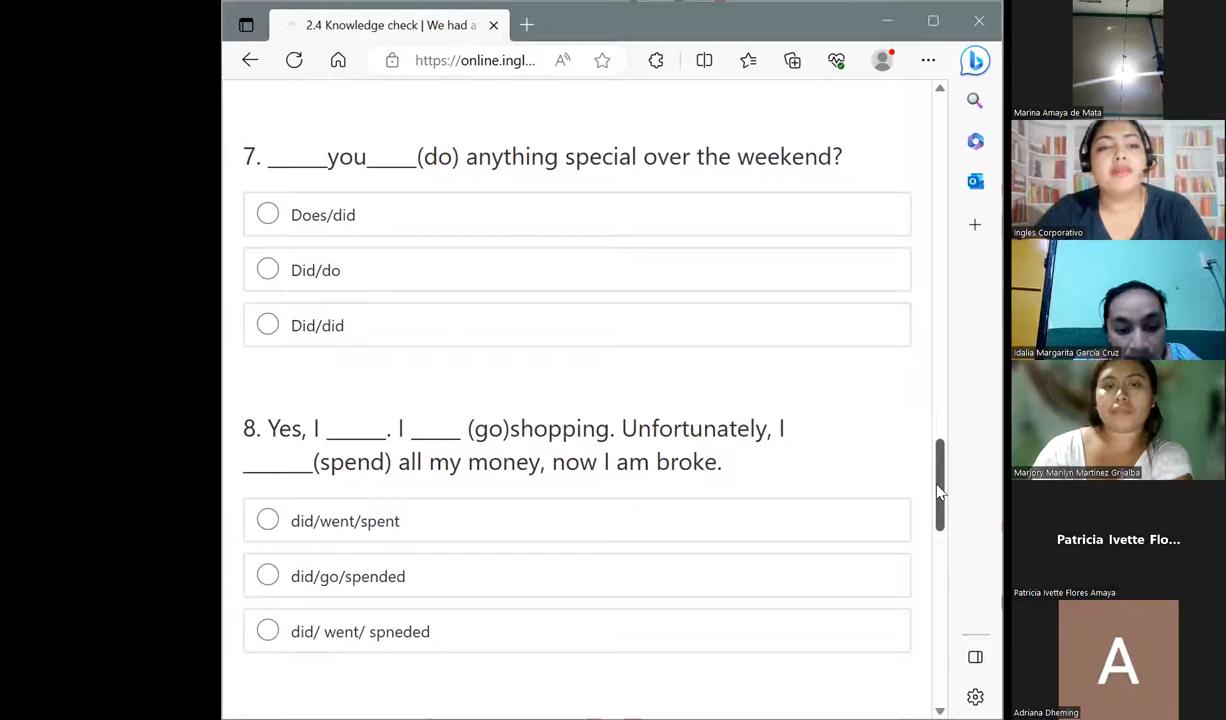 2.4 Knowledge check | We had a
https://online.ingl...
7. _____you____(do) anything special over the weekend?
Does/did
Did/do
Did/did
8. Yes, I _____. I ____ (go)shopping. Unfortunately, I
______(spend) all my money, now I am broke.
did/went/spent
did/go/spended
did/ went/ spneded
Marina Amaya de Mata
Ingles Corporativo
Idalia Margarita García Cruz
Marjory Marilyn Martinez Grijalba
Patricia Ivette Flo...
Patricia Ivette Flores Amaya
A
Adriana Dheming